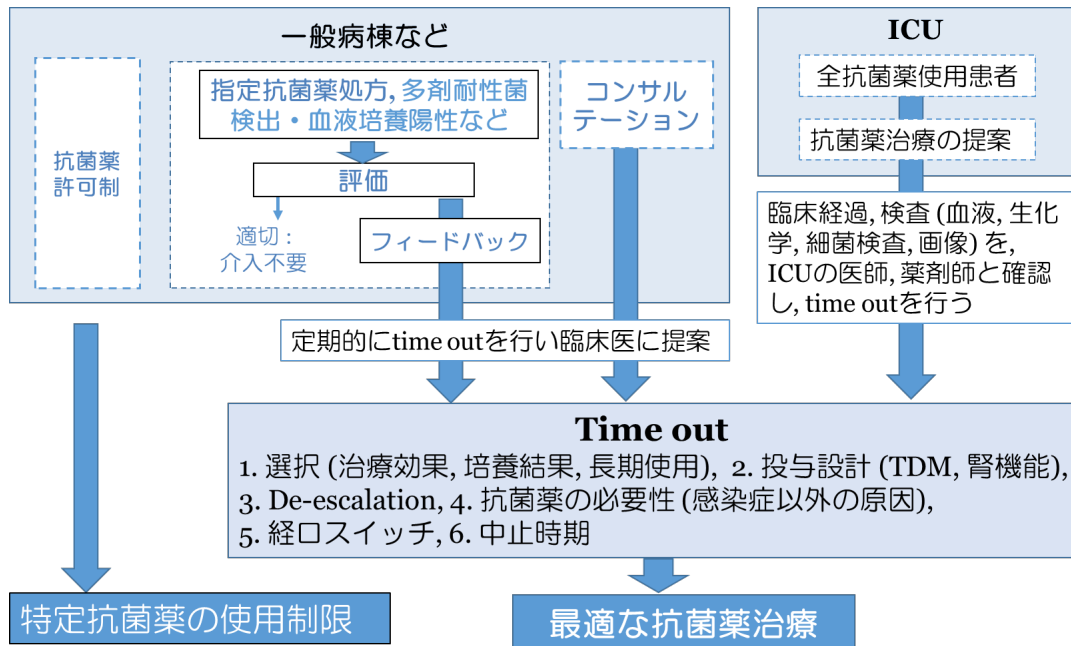 一般病棟など
抗菌薬
許可制
指定抗菌薬処方, 多剤耐性菌
検出・血液培養陽性など
評価
適切：
介入不要
フィードバック
コンサル
テーション
定期的にtime outを行い臨床医に提案
ICU
全抗菌薬使用患者
抗菌薬治療の提案
臨床経過, 検査 (血液, 生化
学, 細菌検査, 画像) を,
ICUの医師, 薬剤師と確認
し, time outを行う
Time out
1. 選択 (治療効果, 培養結果, 長期使用), 2. 投与設計 (TDM, 腎機能),
3. De-escalation, 4. 抗菌薬の必要性 (感染症以外の原因),
5. 経口スイッチ, 6. 中止時期
特定抗菌薬の使用制限
最適な抗菌薬治療